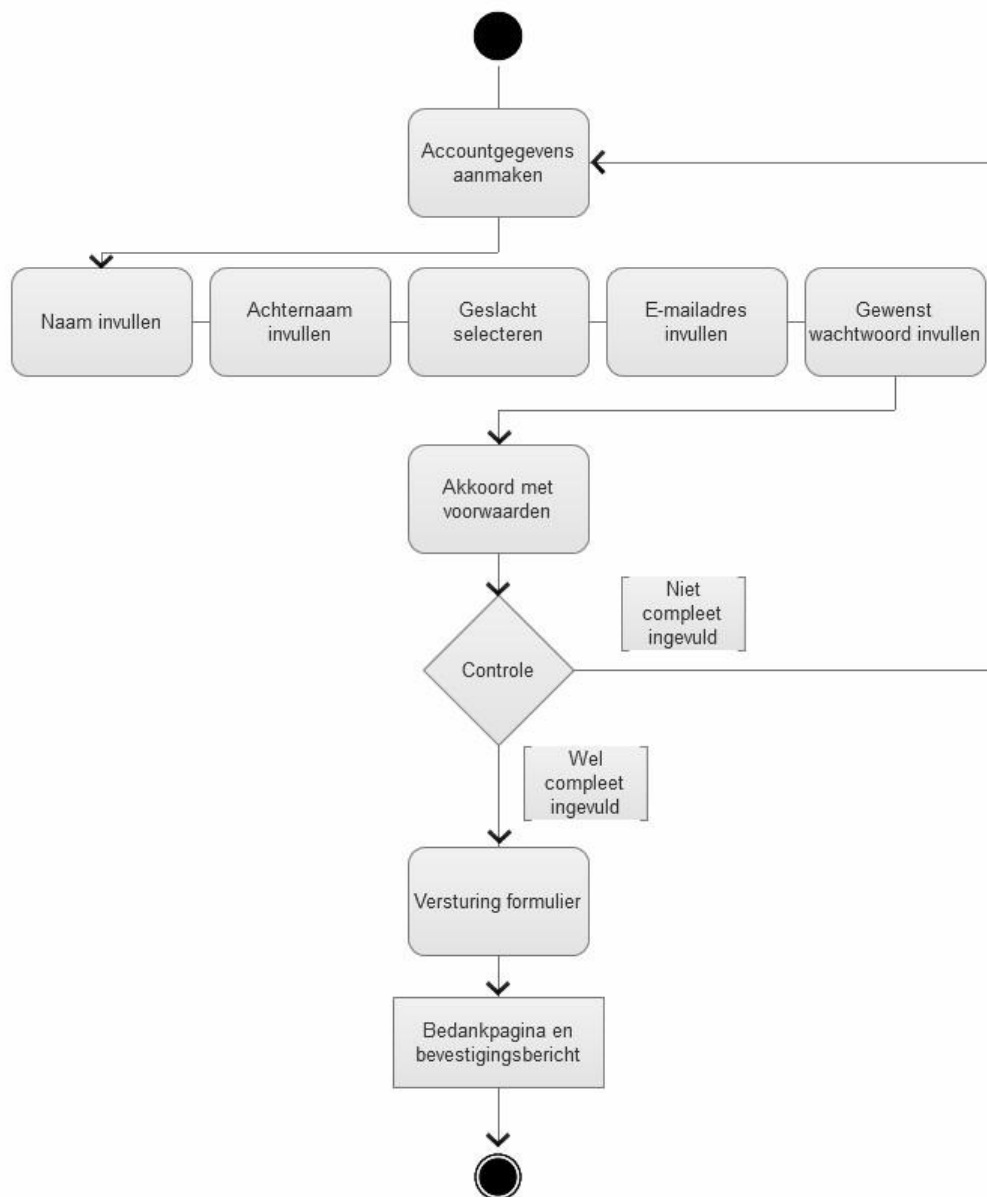 Accountgegevens
aanmaken
Naam invullen
Achternaam
invullen
Geslacht
selecteren
E-mailadres
invullen
Gewenst
wachtwoord invullen
Akkoord met
voorwaarden
Niet
compleet
ingevuld
Controle
Wel
compleet
ingevuld
Versturing formulier
Bedankpagina en
bevestigingsbericht